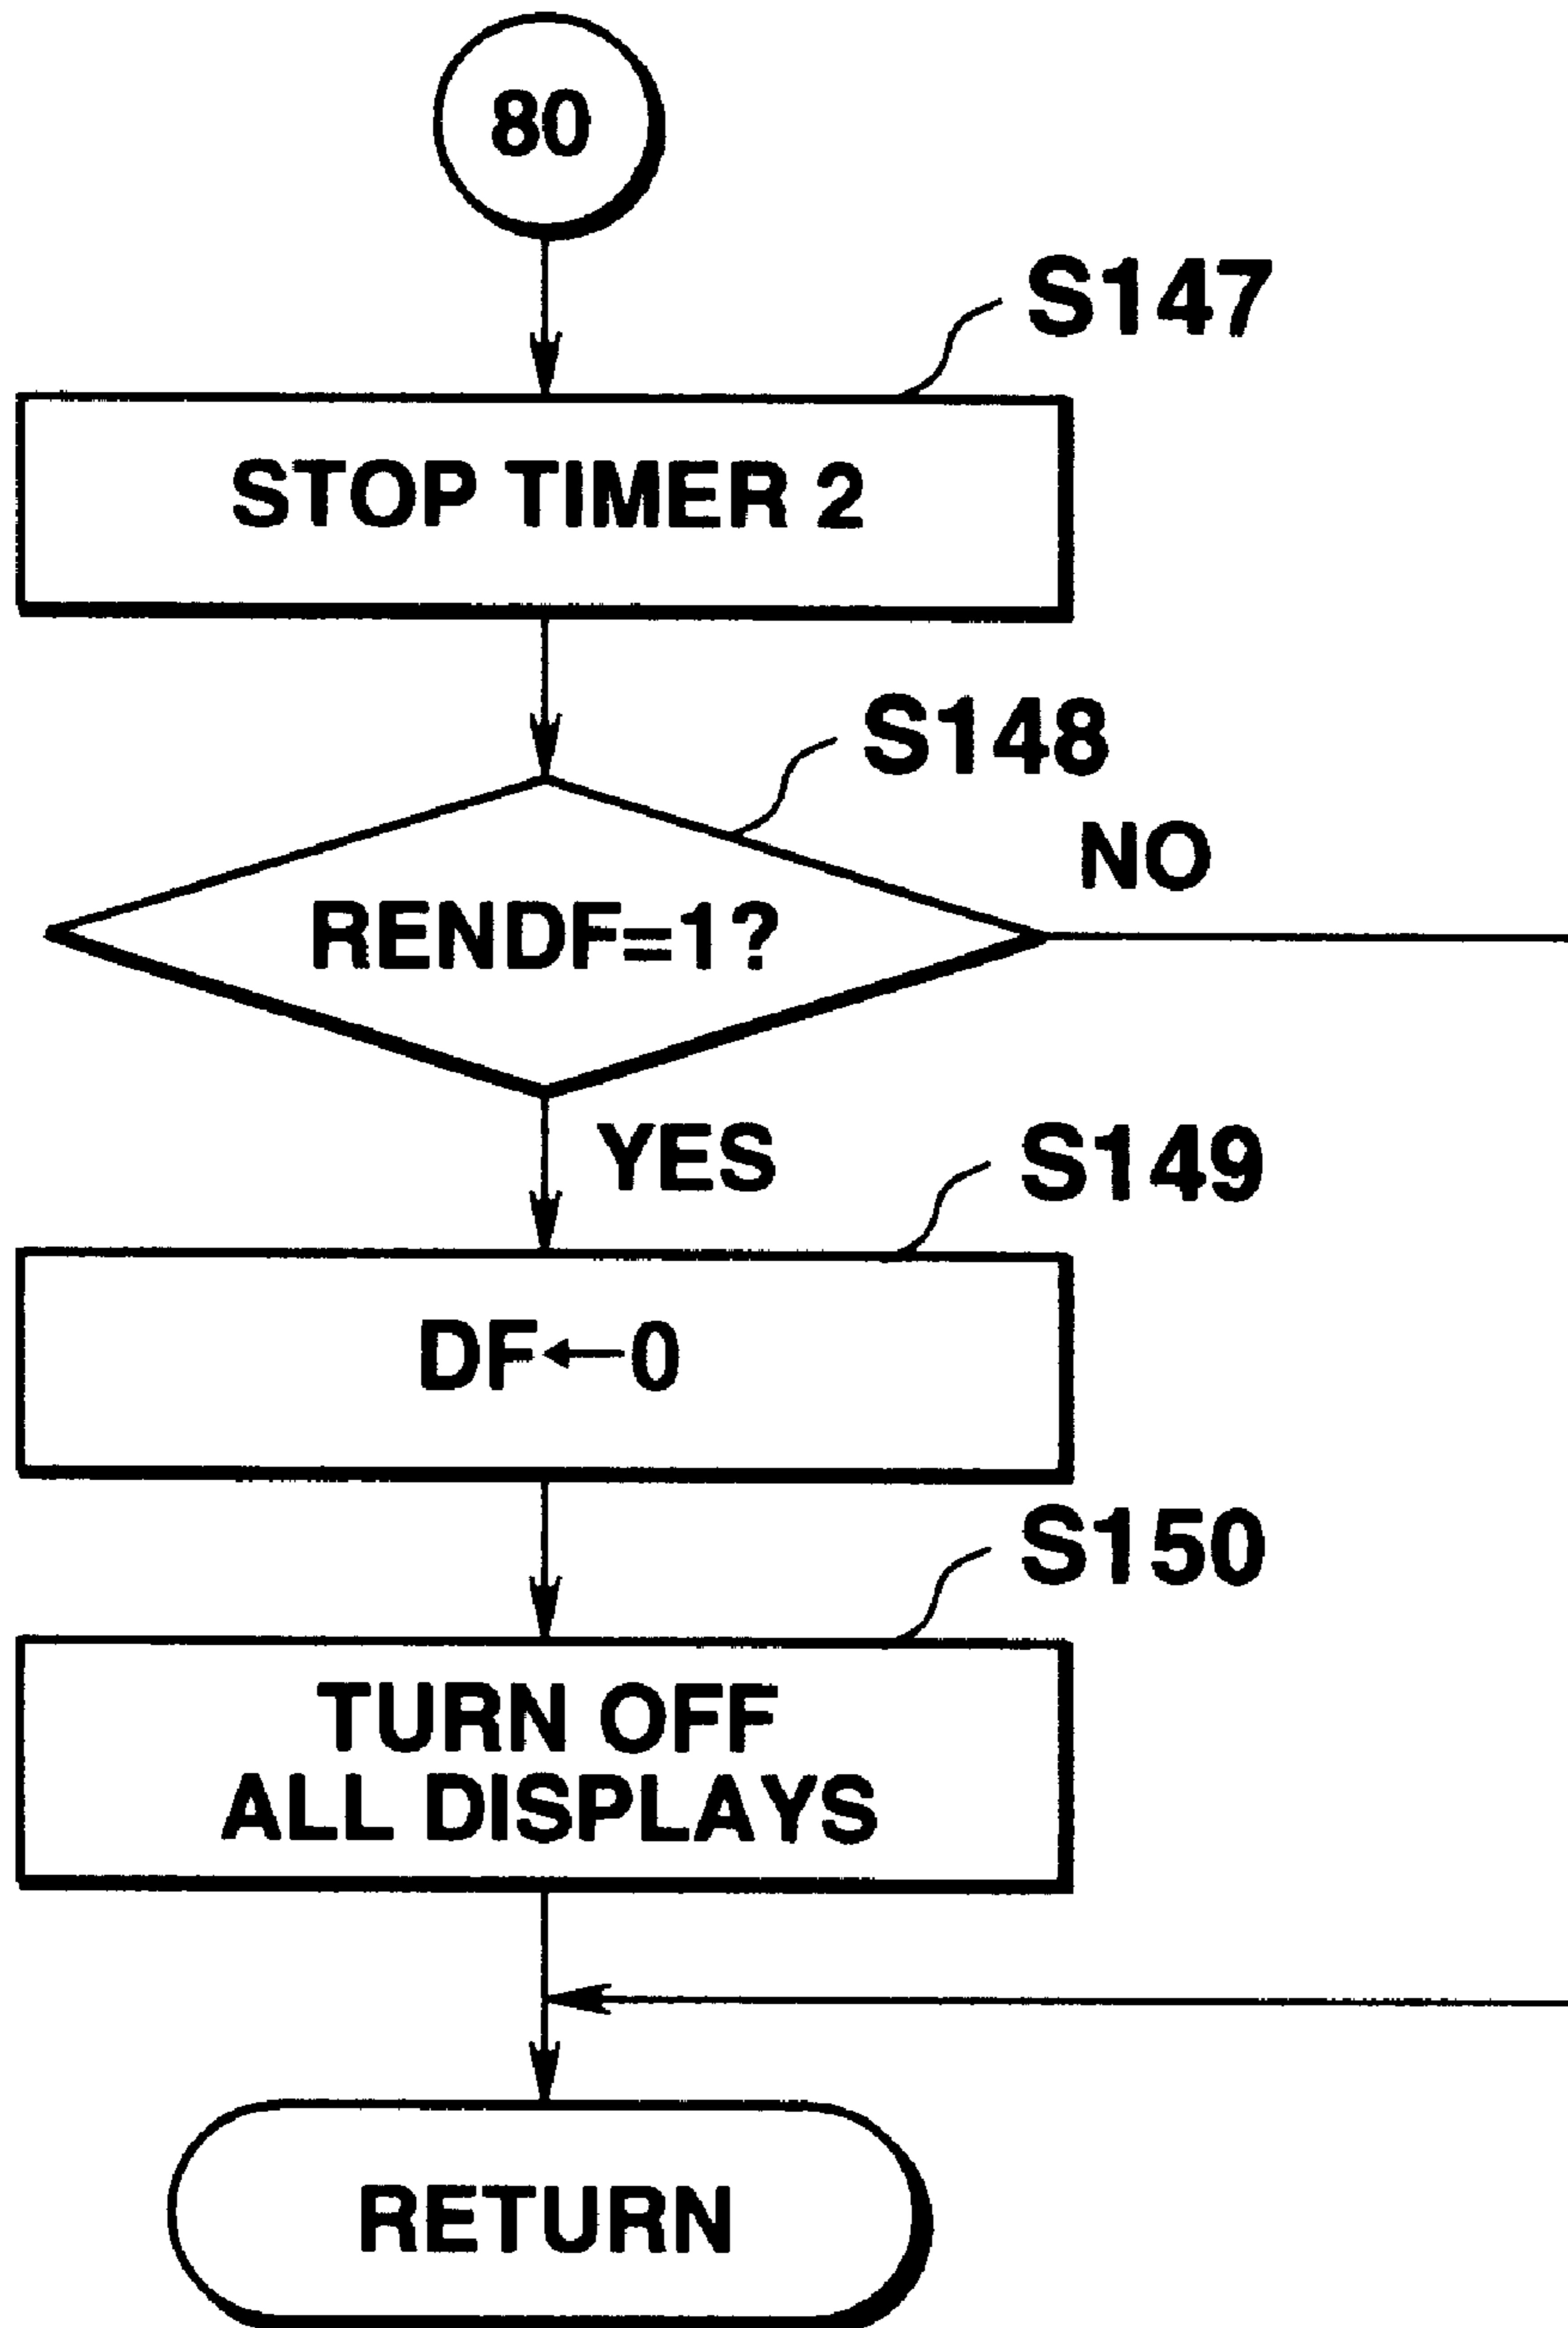 80
S147
STOP TIMER 2
S148
NO
RENDF=1?
YES
S149
DF←0
S150
TURN OFF
ALL DISPLAYS
RETURN